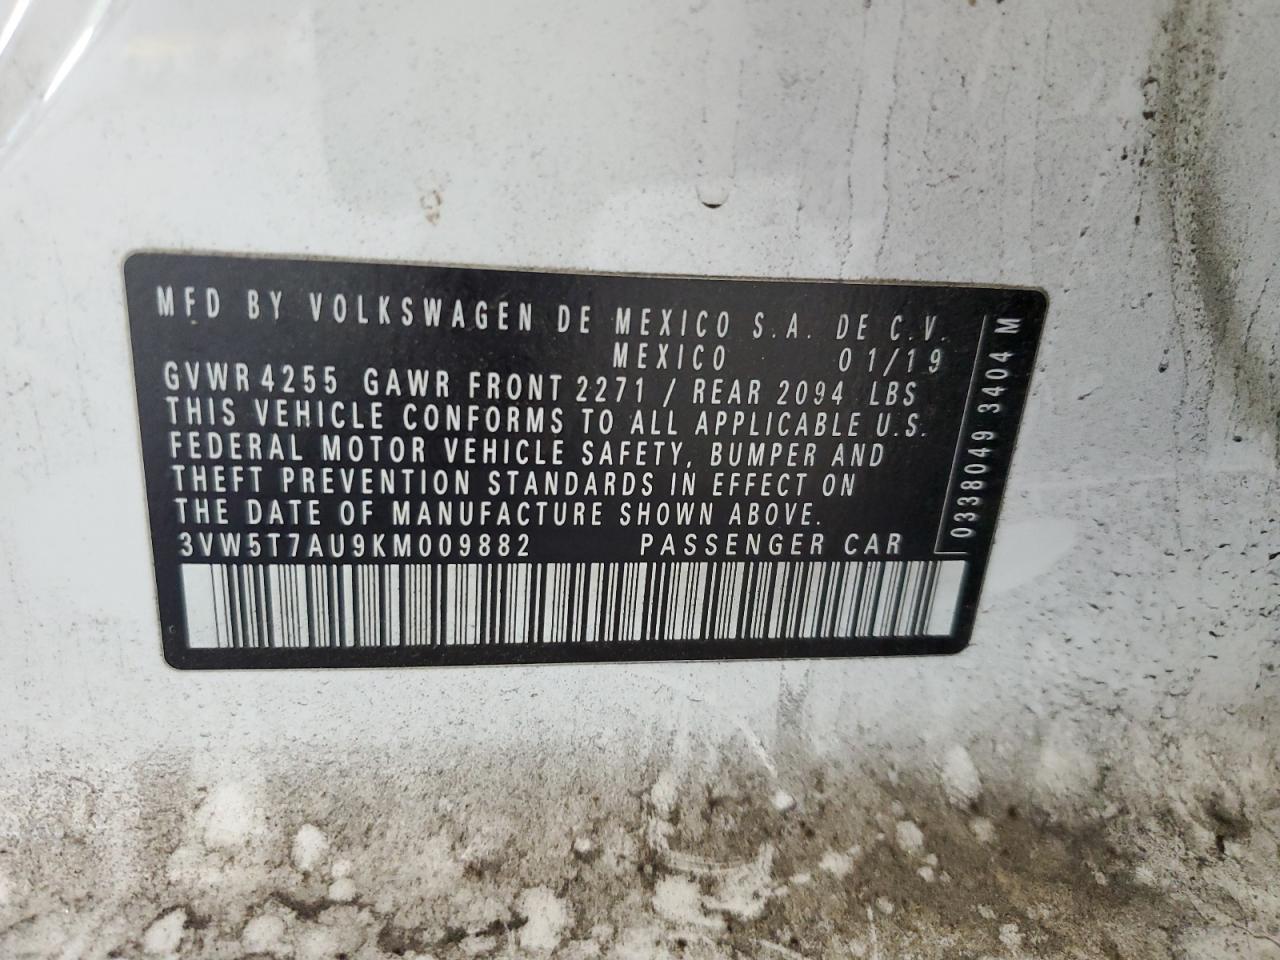 MFD BY VOLKSWAGEN DE MEXICO S.A. DE C.V.
MEXICO 01/19
GVWR 4255 GAWR FRONT 2271 / REAR 2094 LBS
THIS VEHICLE CONFORMS TO ALL APPLICABLE U.S.
FEDERAL MOTOR VEHICLE SAFETY, BUMPER AND
THEFT PREVENTION STANDARDS IN EFFECT ON
THE DATE OF MANUFACTURE SHOWN ABOVE.
3VW5T7AU9KM009882 PASSENGER CAR
0338049 3404 M